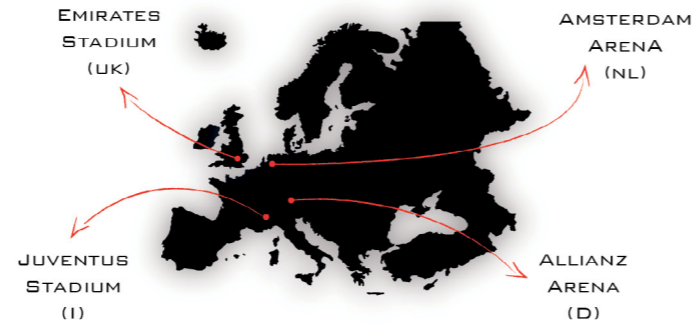 Emirates
Stadium
(UK)
Amsterdam
ArenA
(NL)
Juventus
Stadium
(I)
Allianz
Arena
(D)